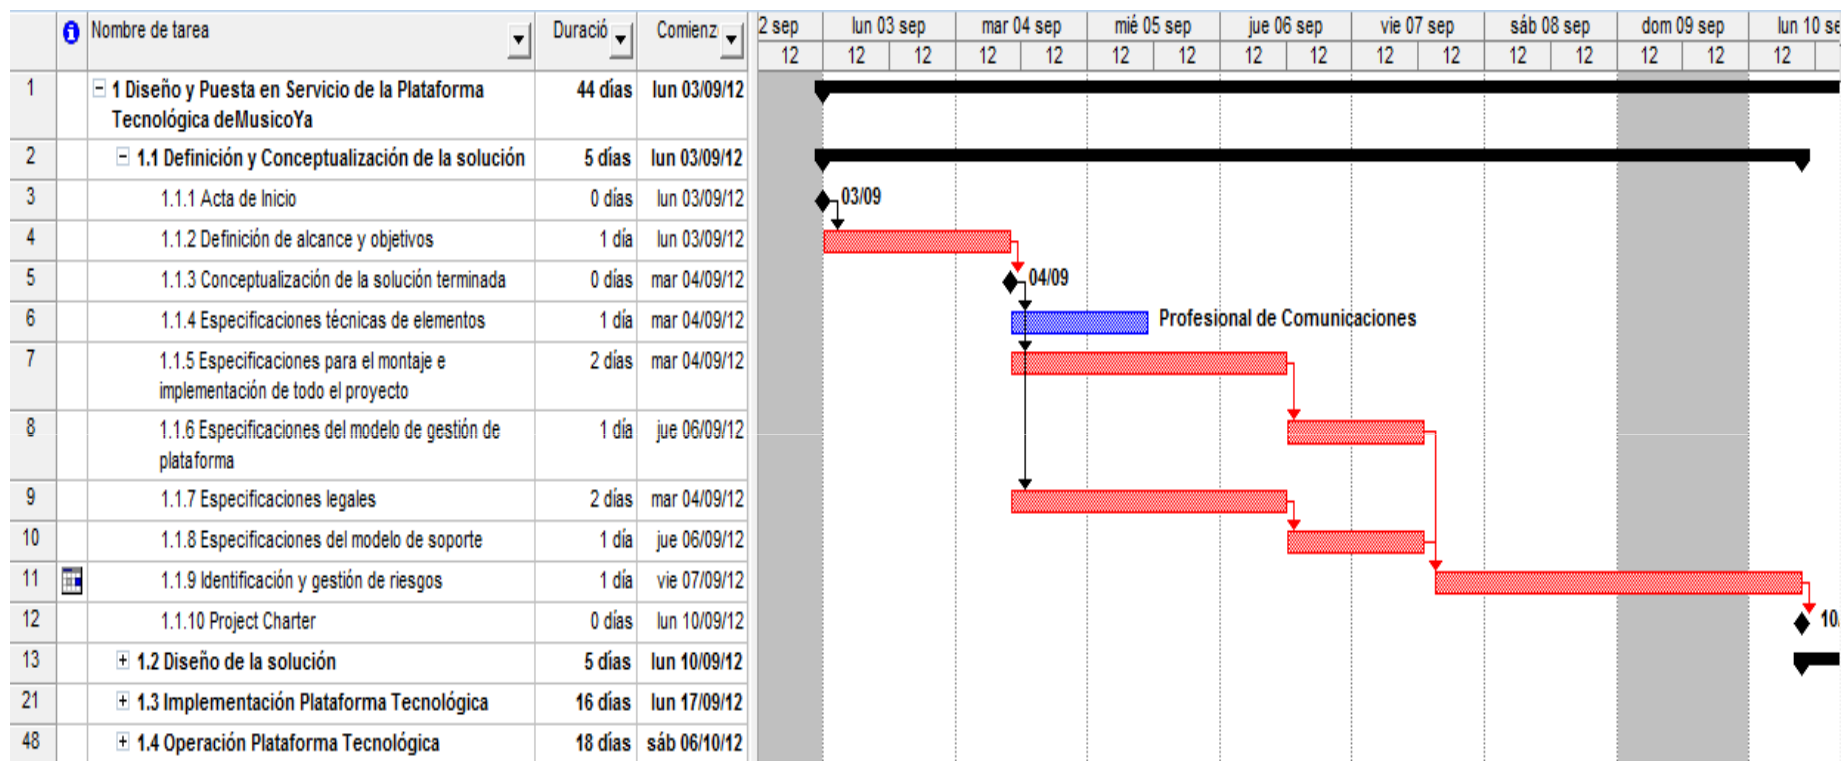 Nombre de tarea Duració Comienz 2 sep lun 03 sep mar 04 sep mié 05 sep jue 06 sep vie 07 sep sáb 08 sep dom 09 sep lun 10 se
12 12 12 12 12 12 12 12 12 12 12 12 12 12 12 12
1 1 Diseño y Puesta en Servicio de la Plataforma 44 días lun 03/09/12
Tecnológica deMusicoYa
2 1.1 Definición y Conceptualización de la solución 5 días lun 03/09/12
3 1.1.1 Acta de Inicio 0 días lun 03/09/12 03/09
4 1.1.2 Definición de alcance y objetivos 1 día lun 03/09/12
5 1.1.3 Conceptualización de la solución terminada 0 días mar 04/09/12 04/09
6 1.1.4 Especificaciones técnicas de elementos 1 día mar 04/09/12 Profesional de Comunicaciones
7 1.1.5 Especificaciones para el montaje e 2 días mar 04/09/12
implementación de todo el proyecto
8 1.1.6 Especificaciones del modelo de gestión de 1 día jue 06/09/12
plataforma
9 1.1.7 Especificaciones legales 2 días mar 04/09/12
10 1.1.8 Especificaciones del modelo de soporte 1 día jue 06/09/12
11 1.1.9 Identificación y gestión de riesgos 1 día vie 07/09/12
12 1.1.10 Project Charter 0 días lun 10/09/12 10
13 1.2 Diseño de la solución 5 días lun 10/09/12
21 1.3 Implementación Plataforma Tecnológica 16 días lun 17/09/12
48 1.4 Operación Plataforma Tecnológica 18 días sáb 06/10/12